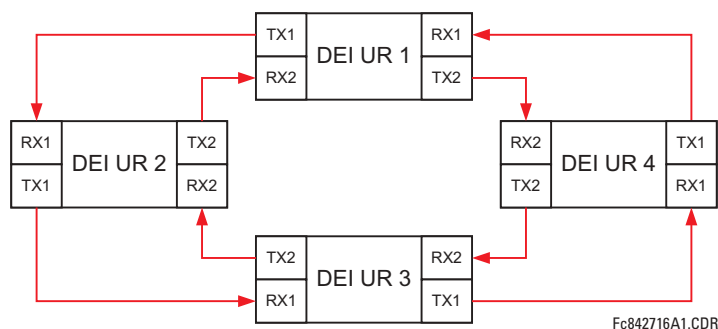 TX1 DEI UR 1 RX1
RX2 TX2
RX1 DEI UR 2 TX2
TX1 RX2
RX2 DEI UR 4 TX1
TX2 RX1
TX2 DEI UR 3 RX2
RX1 TX1
Fc842716A1.CDR